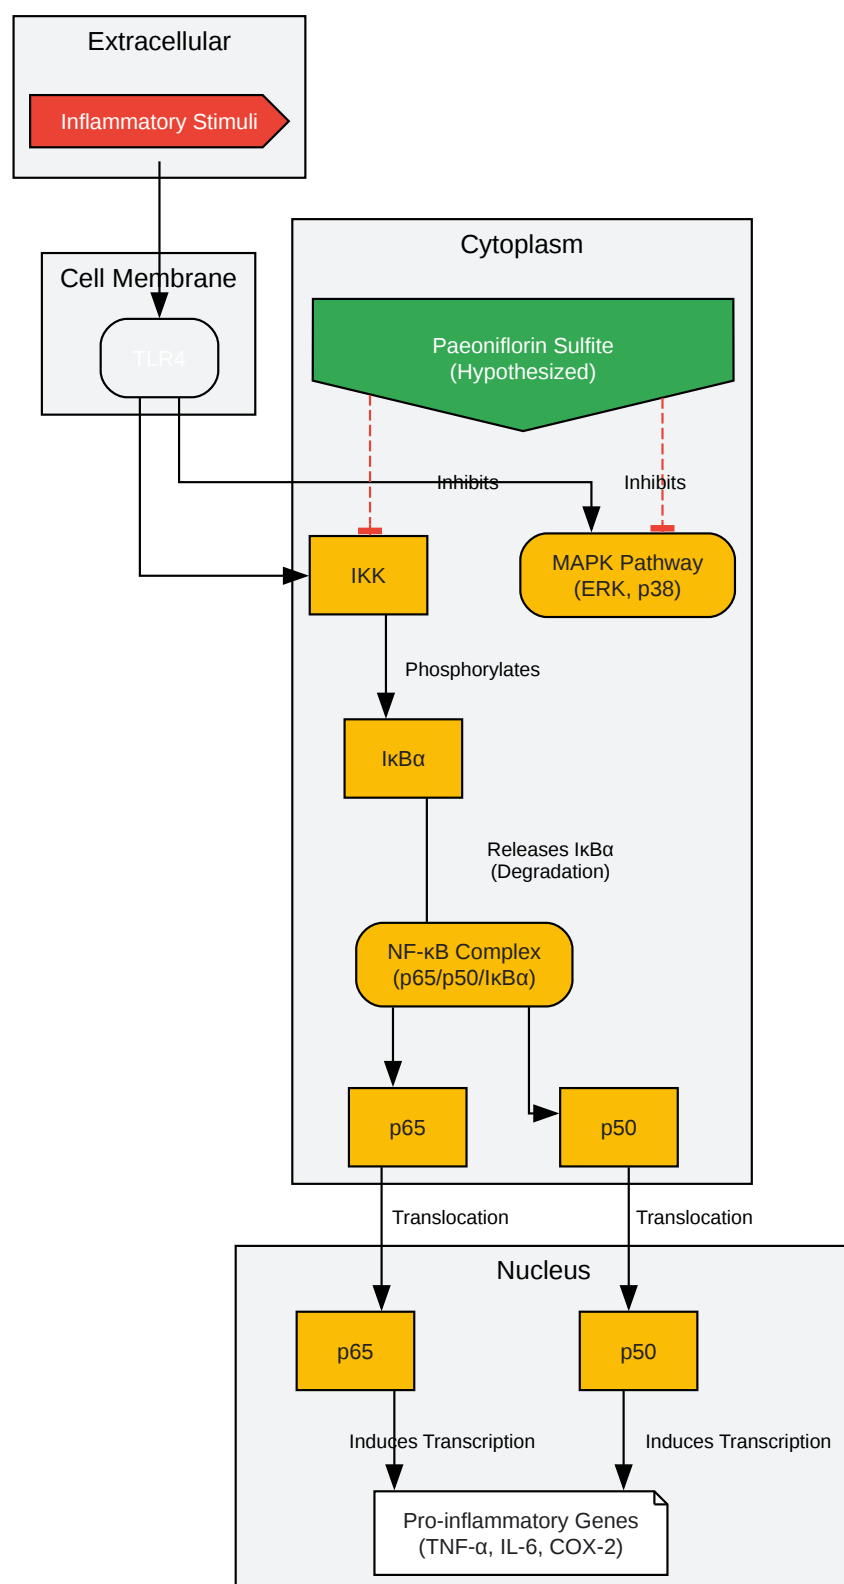 Extracellular
Inflammatory Stimuli
Cell Membrane
TLR4
Cytoplasm
Paeoniflorin Sulfite
(Hypothesized)
Inhibits
Inhibits
IKK
MAPK Pathway
(ERK, p38)
Phosphorylates
IκBα
Releases IκBα
(Degradation)
NF-κB Complex
(p65/p50/IκBα)
p65
p50
Translocation
Translocation
Nucleus
p65
p50
Induces Transcription
Induces Transcription
Pro-inflammatory Genes
(TNF-α, IL-6, COX-2)